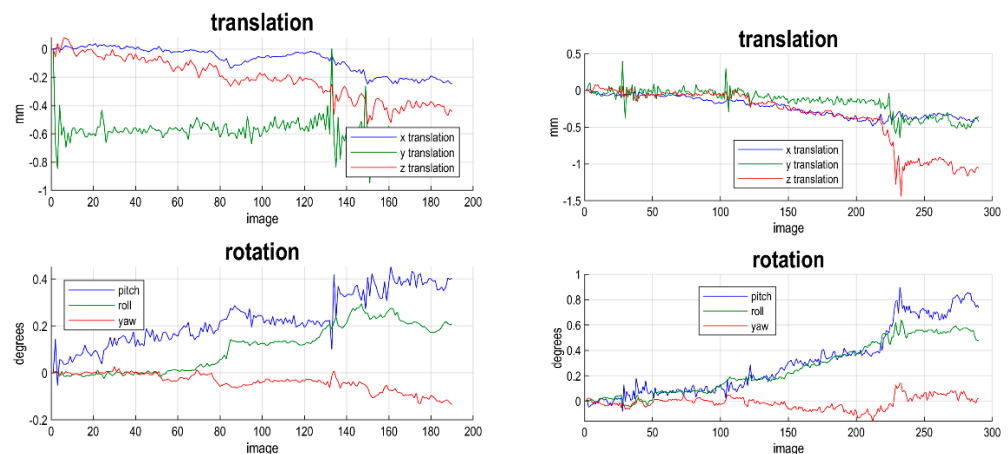 translation
0
-0.2
-0.4
-0.6
-0.8
-1
mm
x translation
y translation
z translation
0 20 40 60 80 100 120 140 160 180 200
image
rotation
0.4
0.2
0
-0.2
degrees
pitch
roll
yaw
0 20 40 60 80 100 120 140 160 180 200
image
translation
0.5
0
-0.5
-1
-1.5
mm
x translation
y translation
z translation
0 50 100 150 200 250 300
image
rotation
1
0.8
0.6
0.4
0.2
0
degrees
pitch
roll
yaw
0 50 100 150 200 250 300
image